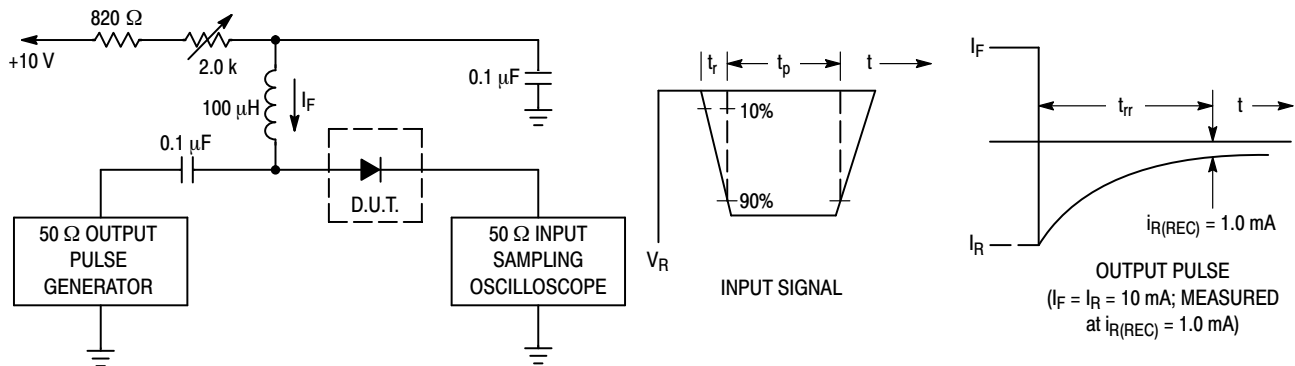 820 Ω
+10 V
2.0 k
100 µH
I_F
0.1 µF
0.1 µF
D.U.T.
50 Ω OUTPUT
PULSE
GENERATOR
50 Ω INPUT
SAMPLING
OSCILLOSCOPE
t_r
t_p
t
10%
90%
V_R
INPUT SIGNAL
I_F
t_rr
t
I_R
i_R(REC) = 1.0 mA
OUTPUT PULSE
(I_F = I_R = 10 mA; MEASURED
at i_R(REC) = 1.0 mA)